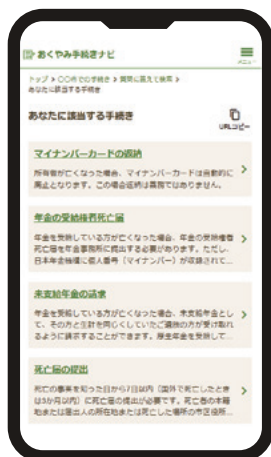 おくやみ手続きナビ
メニュー
トップ > 〇〇市での手続き > 質問に答えて検索 >
あなたに該当する手続き
あなたに該当する手続き
URLコピー
マイナンバーカードの返納
所有者が亡くなった場合、マイナンバーカードは自動的に
廃止となります。この場合返納は義務ではありません。
年金の受給権者死亡届
年金を受給している方が亡くなった場合、年金の受給権者
死亡届を年金事務所に提出する必要があります。ただし、
日本年金機構に個人番号（マイナンバー）が収録されて...
未支給年金の請求
年金を受給している方が亡くなった場合、未支給年金とし
て、その方と生計を同じくしていたご遺族の方が受け取れ
るように請求することができます。厚生年金を受給して...
死亡届の提出
死亡の事実を知った日から7日以内（国外で死亡したとき
は3か月以内）に死亡届の提出が必要です。死亡者の本籍
地または届出人の所在地または死亡した場所の市区役所...